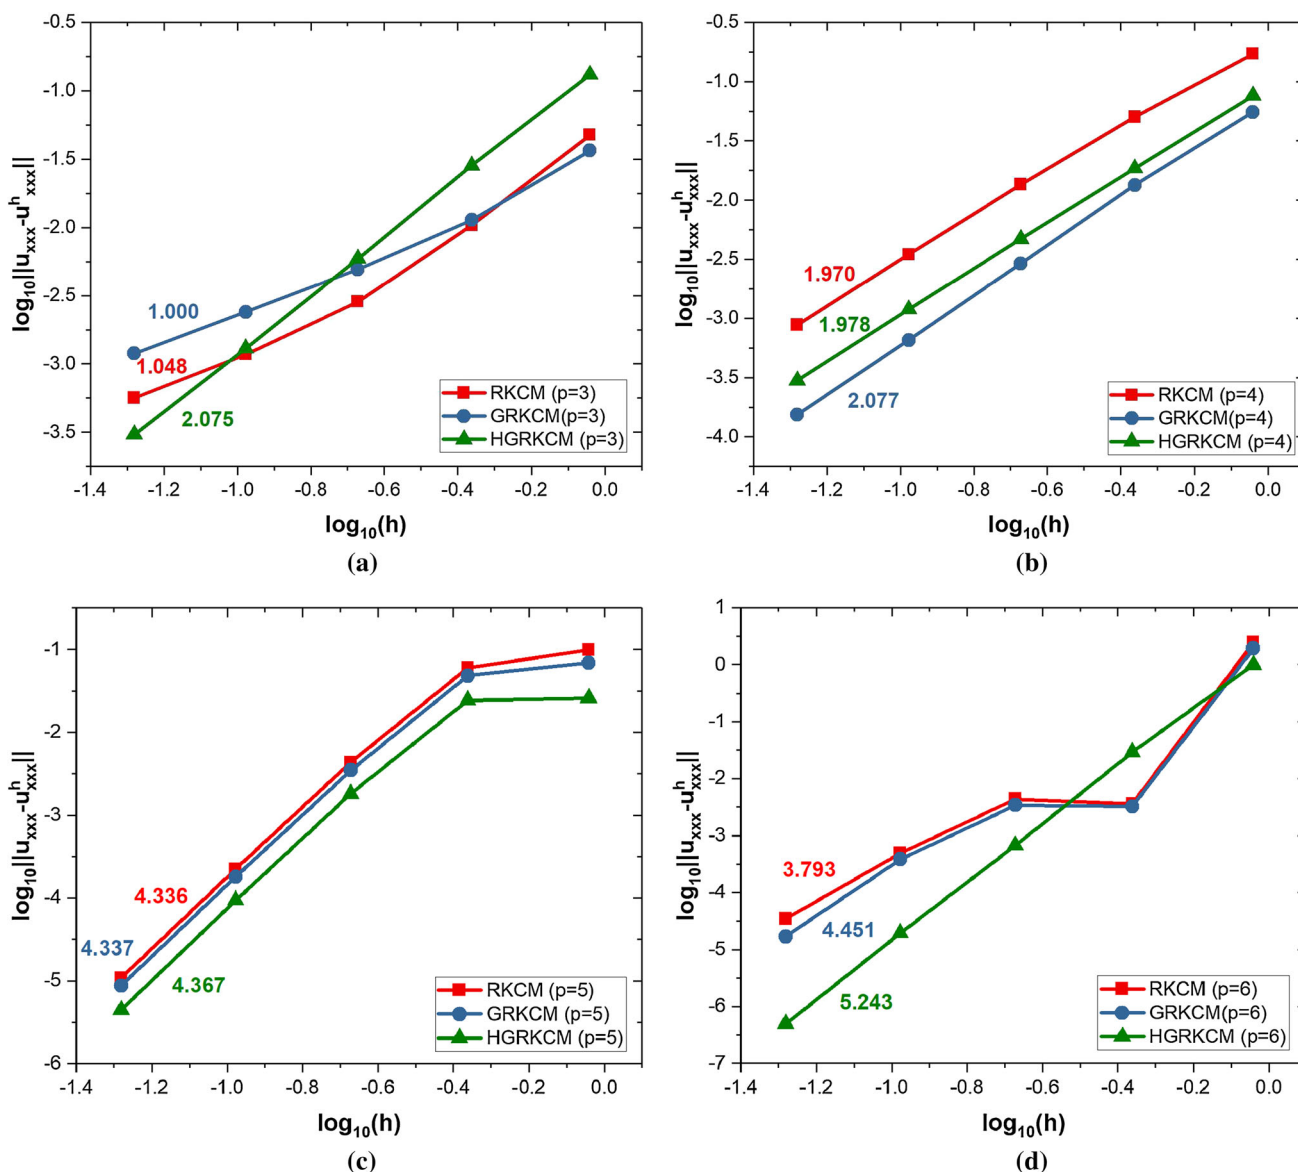 -0.5
-1.0
-1.5
-2.0
-2.5
-3.0
-3.5
log₁₀||u_xxx-u^h_xxx||
1.000
1.048
2.075
RKCM (p=3)
GRKCM(p=3)
HGRKCM (p=3)
-1.4 -1.2 -1.0 -0.8 -0.6 -0.4 -0.2 0.0
log₁₀(h)
(a)
-0.5
-1.0
-1.5
-2.0
-2.5
-3.0
-3.5
-4.0
log₁₀||u_xxx-u^h_xxx||
1.970
1.978
2.077
RKCM (p=4)
GRKCM(p=4)
HGRKCM (p=4)
-1.4 -1.2 -1.0 -0.8 -0.6 -0.4 -0.2 0.0
log₁₀(h)
(b)
-1
-2
-3
-4
-5
-6
log₁₀||u_xxx-u^h_xxx||
4.336
4.337
4.367
RKCM (p=5)
GRKCM (p=5)
HGRKCM (p=5)
-1.4 -1.2 -1.0 -0.8 -0.6 -0.4 -0.2 0.0
log₁₀(h)
(c)
1
0
-1
-2
-3
-4
-5
-6
-7
log₁₀||u_xxx-u^h_xxx||
3.793
4.451
5.243
RKCM (p=6)
GRKCM(p=6)
HGRKCM (p=6)
-1.4 -1.2 -1.0 -0.8 -0.6 -0.4 -0.2 0.0
log₁₀(h)
(d)